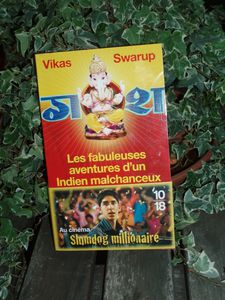 Vikas Swarup
Les fabuleuses
aventures d'un
Indien malchanceux
10
18
Au cinéma
Slumdog millionaire